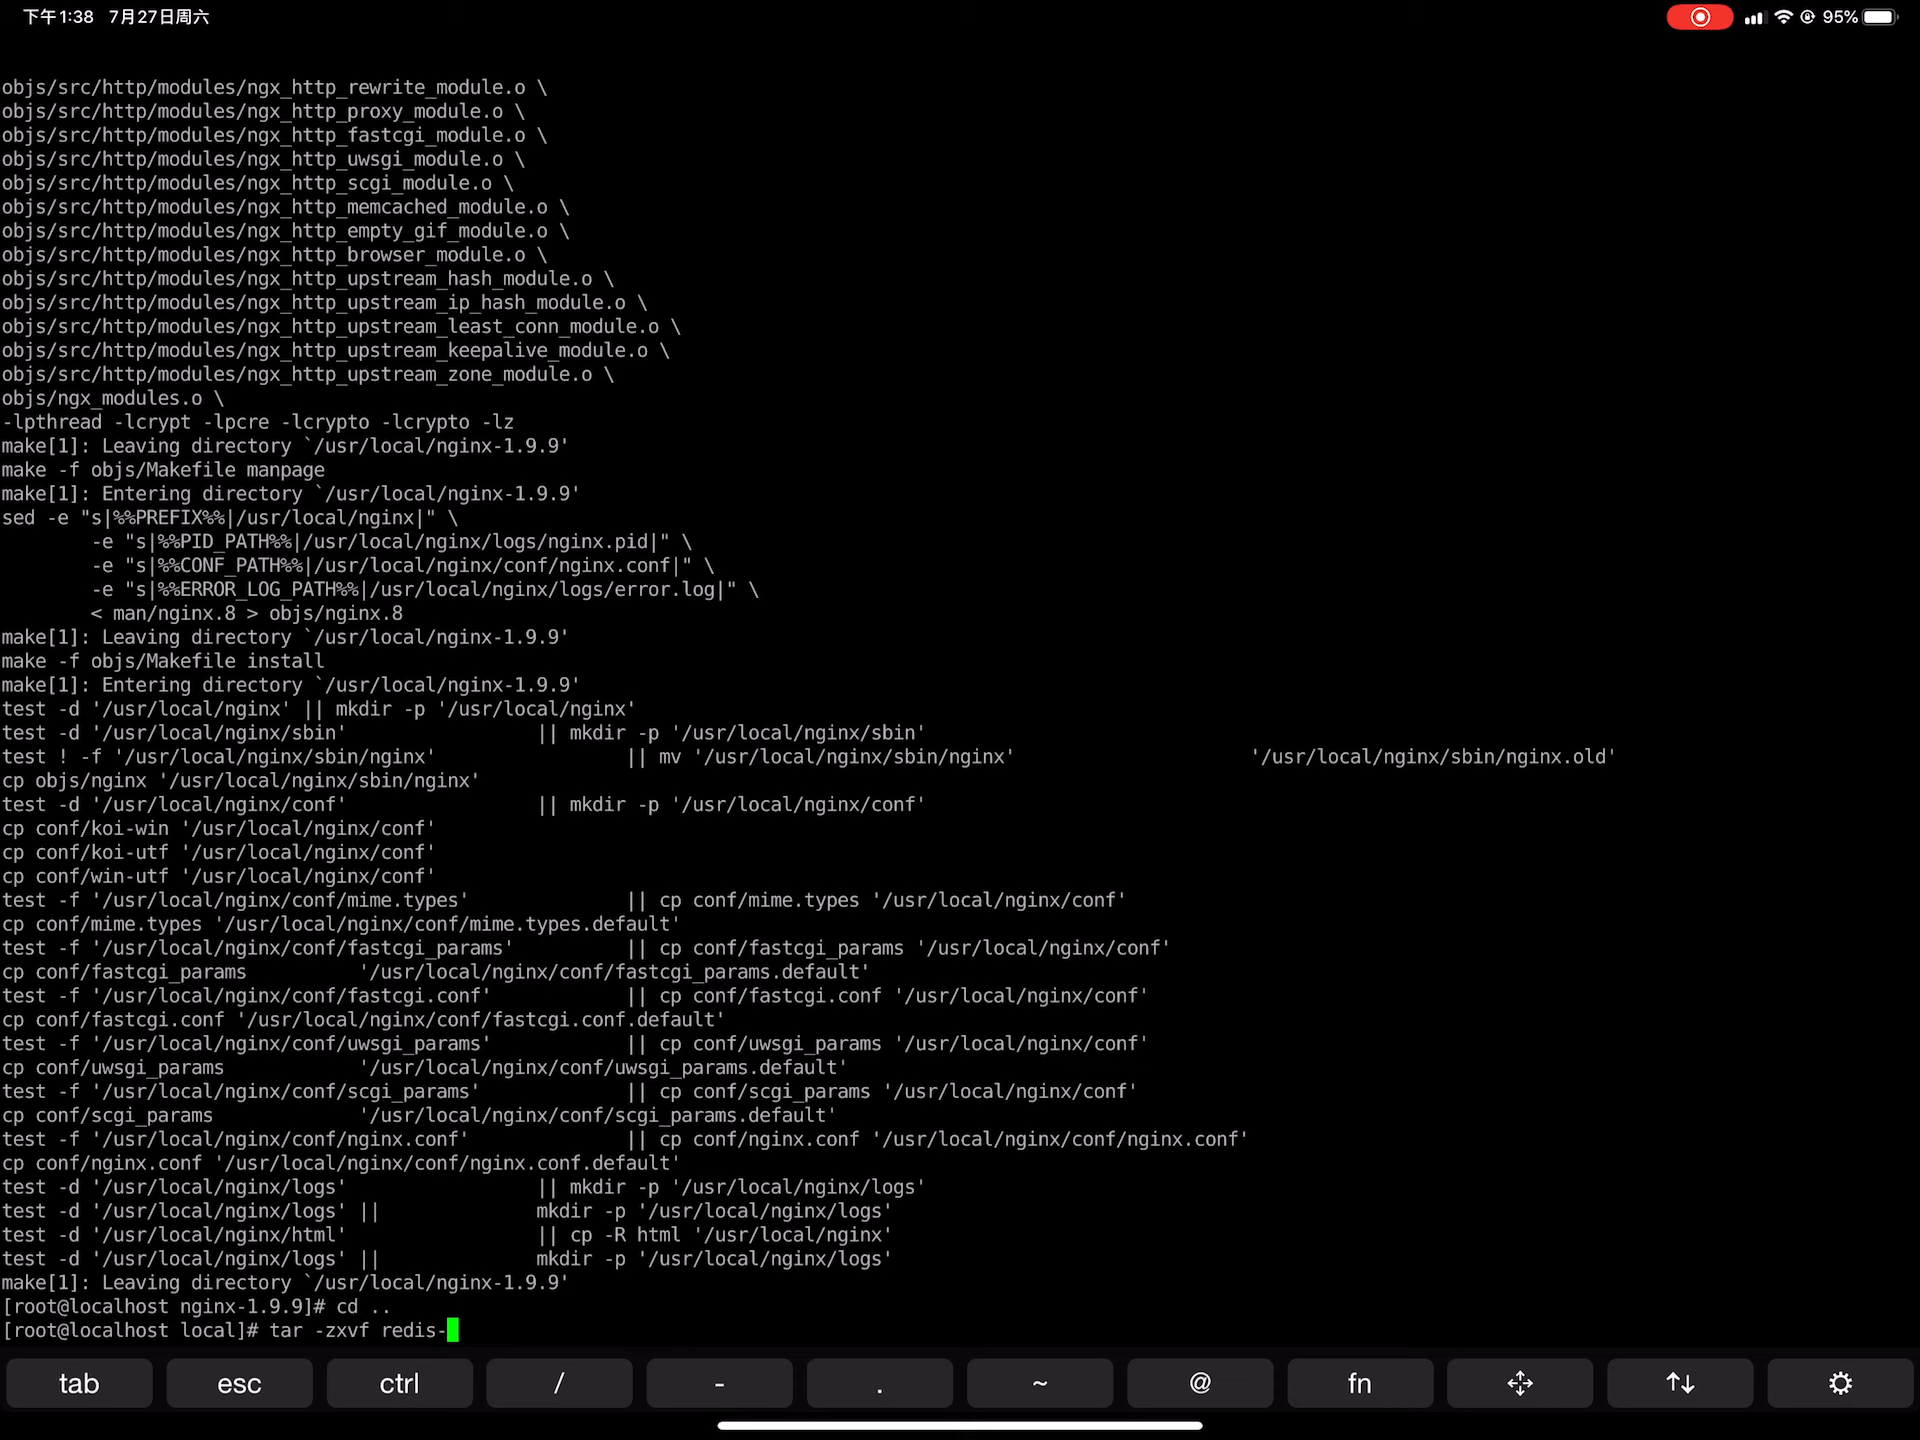 下午1:38 7月27日周六
95%
objs/src/http/modules/ngx_http_rewrite_module.o \
objs/src/http/modules/ngx_http_proxy_module.o \
objs/src/http/modules/ngx_http_fastcgi_module.o \
objs/src/http/modules/ngx_http_uwsgi_module.o \
objs/src/http/modules/ngx_http_scgi_module.o \
objs/src/http/modules/ngx_http_memcached_module.o \
objs/src/http/modules/ngx_http_empty_gif_module.o \
objs/src/http/modules/ngx_http_browser_module.o \
objs/src/http/modules/ngx_http_upstream_hash_module.o \
objs/src/http/modules/ngx_http_upstream_ip_hash_module.o \
objs/src/http/modules/ngx_http_upstream_least_conn_module.o \
objs/src/http/modules/ngx_http_upstream_keepalive_module.o \
objs/src/http/modules/ngx_http_upstream_zone_module.o \
objs/ngx_modules.o \
-lpthread -lcrypt -lpcre -lcrypto -lcrypto -lz
make[1]: Leaving directory `/usr/local/nginx-1.9.9'
make -f objs/Makefile manpage
make[1]: Entering directory `/usr/local/nginx-1.9.9'
sed -e "s|%%PREFIX%%|/usr/local/nginx|" \
-e "s|%%PID_PATH%%|/usr/local/nginx/logs/nginx.pid|" \
-e "s|%%CONF_PATH%%|/usr/local/nginx/conf/nginx.conf|" \
-e "s|%%ERROR_LOG_PATH%%|/usr/local/nginx/logs/error.log|" \
< man/nginx.8 > objs/nginx.8
make[1]: Leaving directory `/usr/local/nginx-1.9.9'
make -f objs/Makefile install
make[1]: Entering directory `/usr/local/nginx-1.9.9'
test -d '/usr/local/nginx' || mkdir -p '/usr/local/nginx'
test -d '/usr/local/nginx/sbin' || mkdir -p '/usr/local/nginx/sbin'
test ! -f '/usr/local/nginx/sbin/nginx' || mv '/usr/local/nginx/sbin/nginx' '/usr/local/nginx/sbin/nginx.old'
cp objs/nginx '/usr/local/nginx/sbin/nginx'
test -d '/usr/local/nginx/conf' || mkdir -p '/usr/local/nginx/conf'
cp conf/koi-win '/usr/local/nginx/conf'
cp conf/koi-utf '/usr/local/nginx/conf'
cp conf/win-utf '/usr/local/nginx/conf'
test -f '/usr/local/nginx/conf/mime.types' || cp conf/mime.types '/usr/local/nginx/conf'
cp conf/mime.types '/usr/local/nginx/conf/mime.types.default'
test -f '/usr/local/nginx/conf/fastcgi_params' || cp conf/fastcgi_params '/usr/local/nginx/conf'
cp conf/fastcgi_params '/usr/local/nginx/conf/fastcgi_params.default'
test -f '/usr/local/nginx/conf/fastcgi.conf' || cp conf/fastcgi.conf '/usr/local/nginx/conf'
cp conf/fastcgi.conf '/usr/local/nginx/conf/fastcgi.conf.default'
test -f '/usr/local/nginx/conf/uwsgi_params' || cp conf/uwsgi_params '/usr/local/nginx/conf'
cp conf/uwsgi_params '/usr/local/nginx/conf/uwsgi_params.default'
test -f '/usr/local/nginx/conf/scgi_params' || cp conf/scgi_params '/usr/local/nginx/conf'
cp conf/scgi_params '/usr/local/nginx/conf/scgi_params.default'
test -f '/usr/local/nginx/conf/nginx.conf' || cp conf/nginx.conf '/usr/local/nginx/conf/nginx.conf'
cp conf/nginx.conf '/usr/local/nginx/conf/nginx.conf.default'
test -d '/usr/local/nginx/logs' || mkdir -p '/usr/local/nginx/logs'
test -d '/usr/local/nginx/logs' || mkdir -p '/usr/local/nginx/logs'
test -d '/usr/local/nginx/html' || cp -R html '/usr/local/nginx'
test -d '/usr/local/nginx/logs' || mkdir -p '/usr/local/nginx/logs'
make[1]: Leaving directory `/usr/local/nginx-1.9.9'
[root@localhost nginx-1.9.9]# cd ..
[root@localhost local]# tar -zxvf redis-
tab esc ctrl / - . ~ @ fn